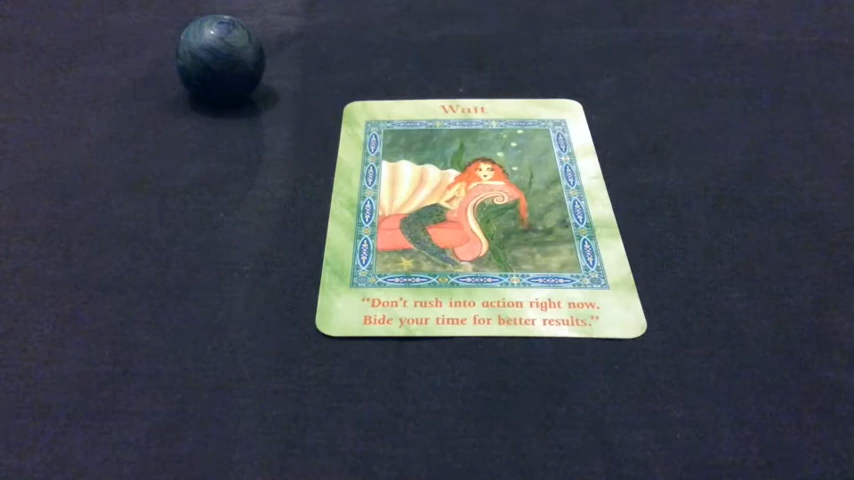 Wait
"Don't rush into action right now.
Bide your time for better results."